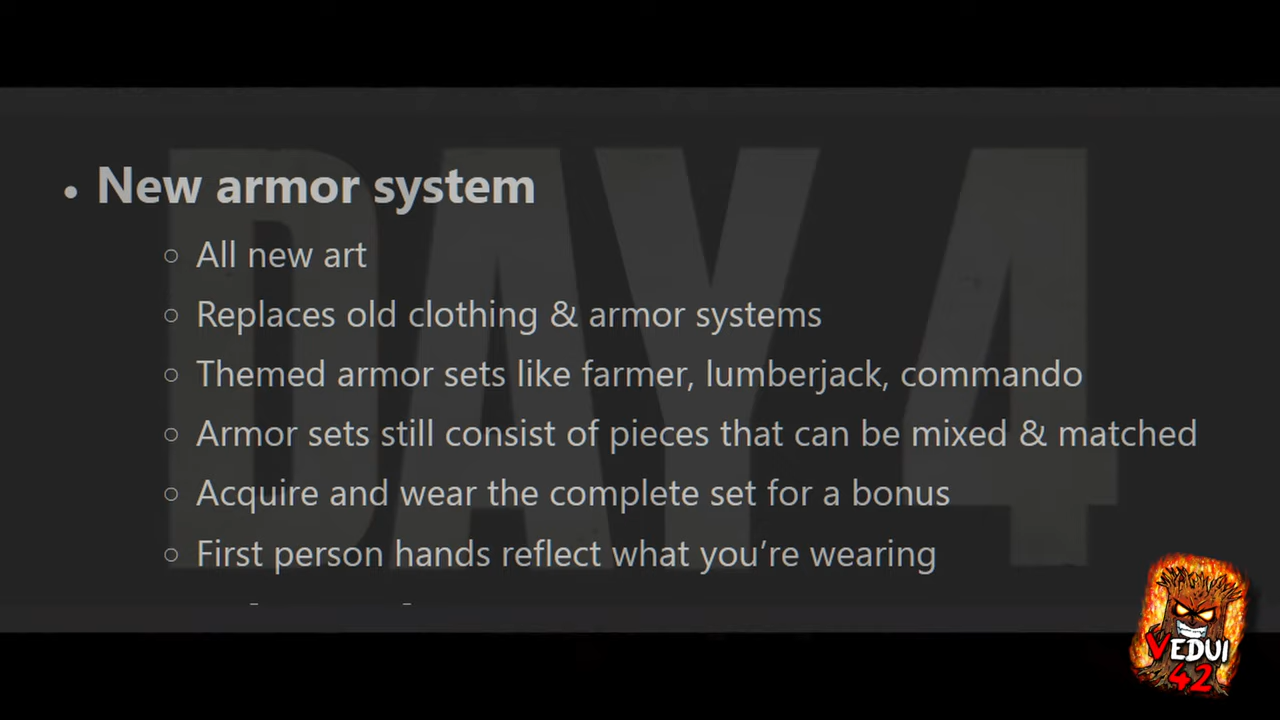 DAY 4
• New armor system
○ All new art
○ Replaces old clothing & armor systems
○ Themed armor sets like farmer, lumberjack, commando
○ Armor sets still consist of pieces that can be mixed & matched
○ Acquire and wear the complete set for a bonus
○ First person hands reflect what you’re wearing
VEDUI
42